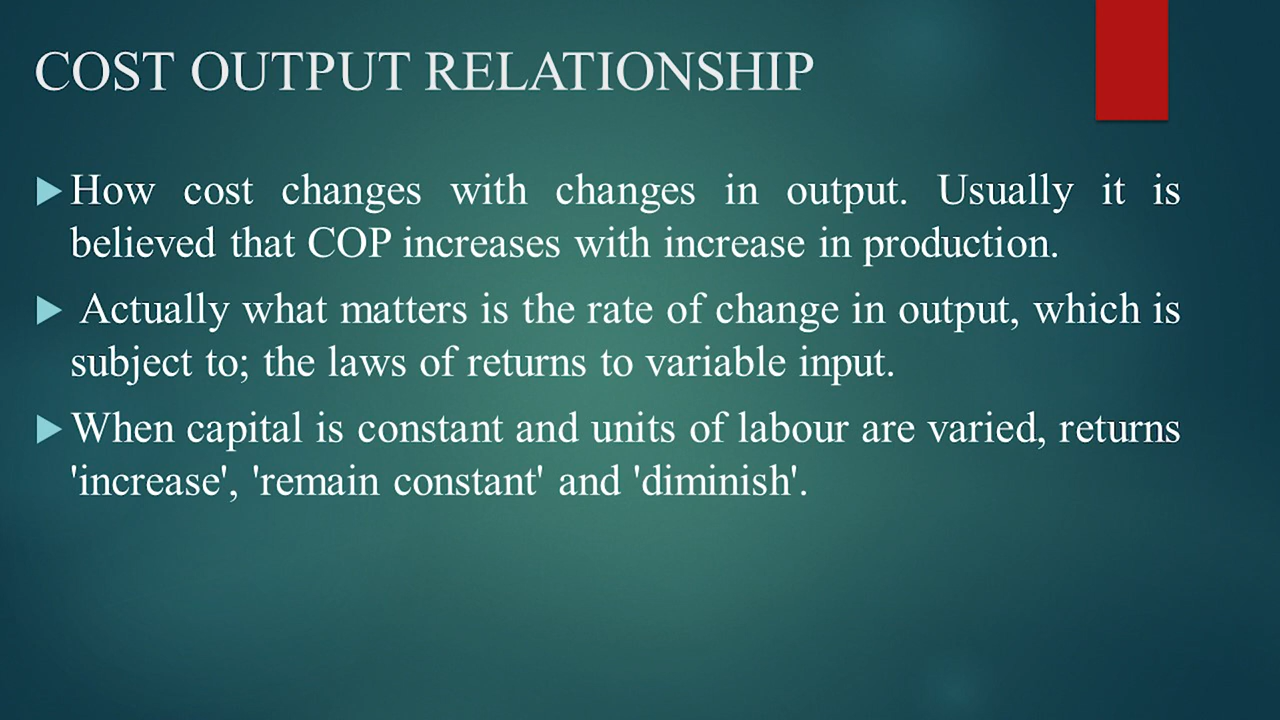 COST OUTPUT RELATIONSHIP
How cost changes with changes in output. Usually it is
believed that COP increases with increase in production.
Actually what matters is the rate of change in output, which is
subject to; the laws of returns to variable input.
When capital is constant and units of labour are varied, returns
'increase', 'remain constant' and 'diminish'.